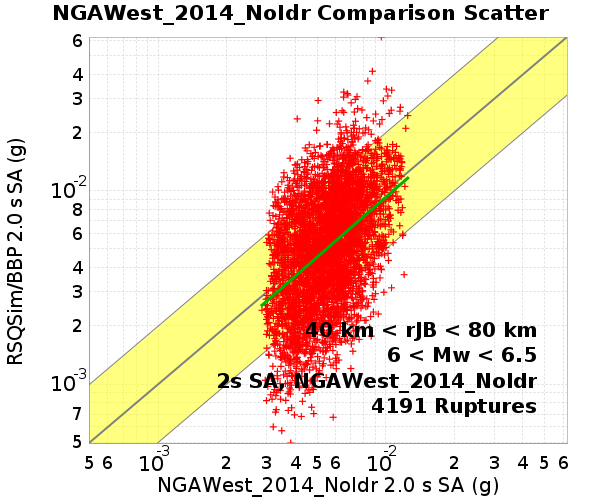 NGAWest_2014_NoIdr Comparison Scatter
6
4
3
2
10-2
8
6
4
3
2
10-3
7
5
RSQSim/BBP 2.0 s SA (g)
40 km < rJB < 80 km
6 < Mw < 6.5
2s SA, NGAWest_2014_NoIdr
4191 Ruptures
5 6 8 10-3 2 3 4 5 6 10-2 2 3 4 5 6
NGAWest_2014_NoIdr 2.0 s SA (g)